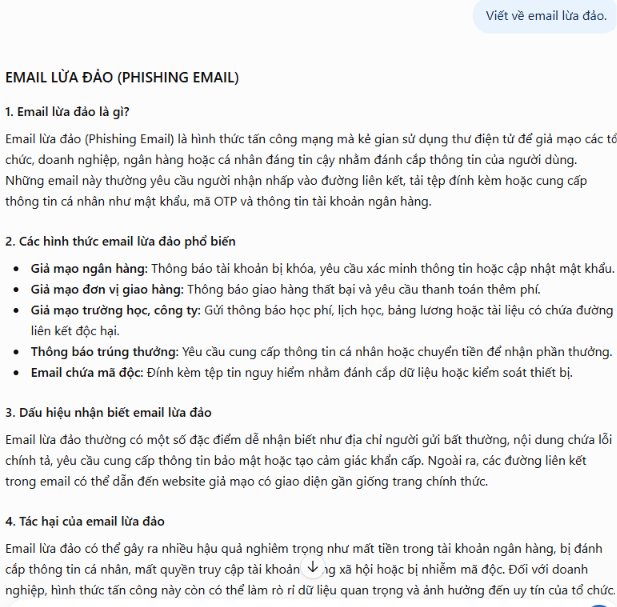 Viết về email lừa đảo.
EMAIL LỪA ĐẢO (PHISHING EMAIL)
1. Email lừa đảo là gì?
Email lừa đảo (Phishing Email) là hình thức tấn công mạng mà kẻ gian sử dụng thư điện tử để giả mạo các tổ
chức, doanh nghiệp, ngân hàng hoặc cá nhân đáng tin cậy nhằm đánh cắp thông tin của người dùng.
Những email này thường yêu cầu người nhận nhấp vào đường liên kết, tải tệp đính kèm hoặc cung cấp
thông tin cá nhân như mật khẩu, mã OTP và thông tin tài khoản ngân hàng.
2. Các hình thức email lừa đảo phổ biến
• Giả mạo ngân hàng: Thông báo tài khoản bị khóa, yêu cầu xác minh thông tin hoặc cập nhật mật khẩu.
• Giả mạo đơn vị giao hàng: Thông báo giao hàng thất bại và yêu cầu thanh toán thêm phí.
• Giả mạo trường học, công ty: Gửi thông báo học phí, lịch học, bảng lương hoặc tài liệu có chứa đường
liên kết độc hại.
• Thông báo trúng thưởng: Yêu cầu cung cấp thông tin cá nhân hoặc chuyển tiền để nhận phần thưởng.
• Email chứa mã độc: Đính kèm tệp tin nguy hiểm nhằm đánh cắp dữ liệu hoặc kiểm soát thiết bị.
3. Dấu hiệu nhận biết email lừa đảo
Email lừa đảo thường có một số đặc điểm dễ nhận biết như địa chỉ người gửi bất thường, nội dung chứa lỗi
chính tả, yêu cầu cung cấp thông tin bảo mật hoặc tạo cảm giác khẩn cấp. Ngoài ra, các đường liên kết
trong email có thể dẫn đến website giả mạo có giao diện gần giống trang chính thức.
4. Tác hại của email lừa đảo
Email lừa đảo có thể gây ra nhiều hậu quả nghiêm trọng như mất tiền trong tài khoản ngân hàng, bị đánh
cắp thông tin cá nhân, mất quyền truy cập tài khoản xã hội hoặc bị nhiễm mã độc. Đối với doanh
nghiệp, hình thức tấn công này còn có thể làm rò rỉ dữ liệu quan trọng và ảnh hưởng đến uy tín của tổ chức.